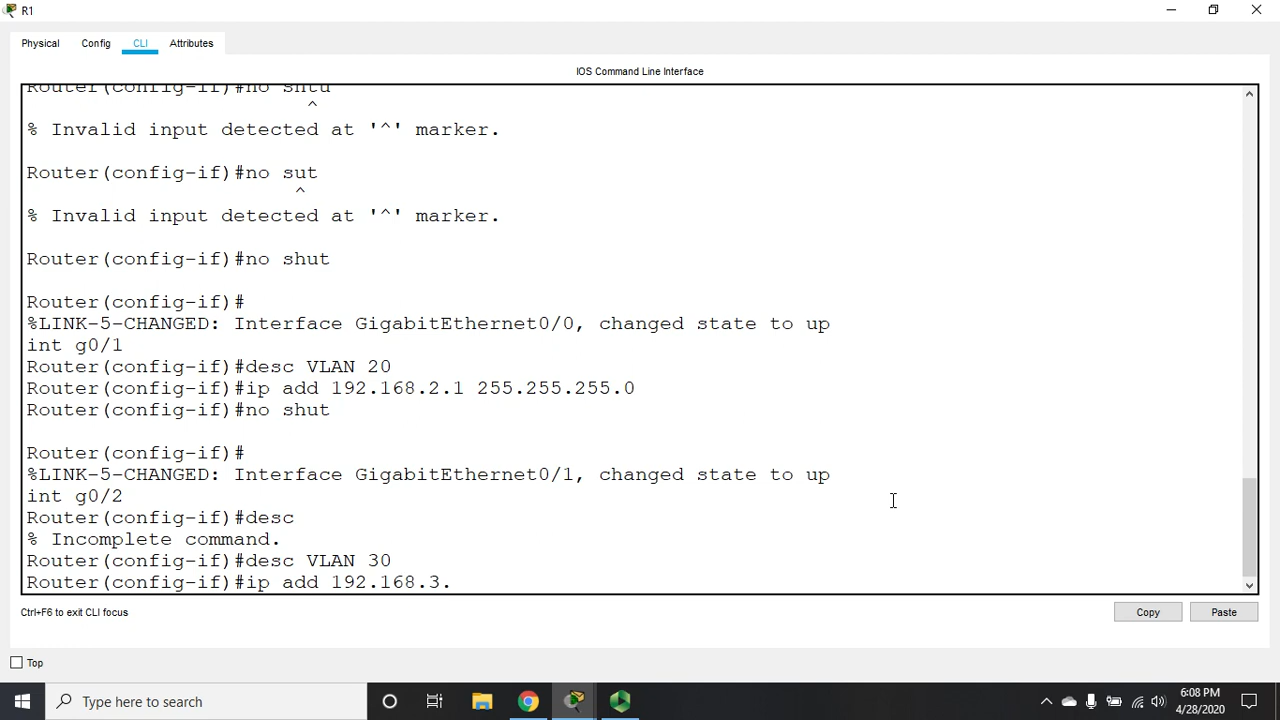 R1
Physical Config CLI Attributes
IOS Command Line Interface
Router(config-if)#no shtu
^
% Invalid input detected at '^' marker.
Router(config-if)#no sut
^
% Invalid input detected at '^' marker.
Router(config-if)#no shut
Router(config-if)#
%LINK-5-CHANGED: Interface GigabitEthernet0/0, changed state to up
int g0/1
Router(config-if)#desc VLAN 20
Router(config-if)#ip add 192.168.2.1 255.255.255.0
Router(config-if)#no shut
Router(config-if)#
%LINK-5-CHANGED: Interface GigabitEthernet0/1, changed state to up
int g0/2
Router(config-if)#desc
% Incomplete command.
Router(config-if)#desc VLAN 30
Router(config-if)#ip add 192.168.3.
Ctrl+F6 to exit CLI focus
Copy Paste
Top
Type here to search
6:08 PM
4/28/2020